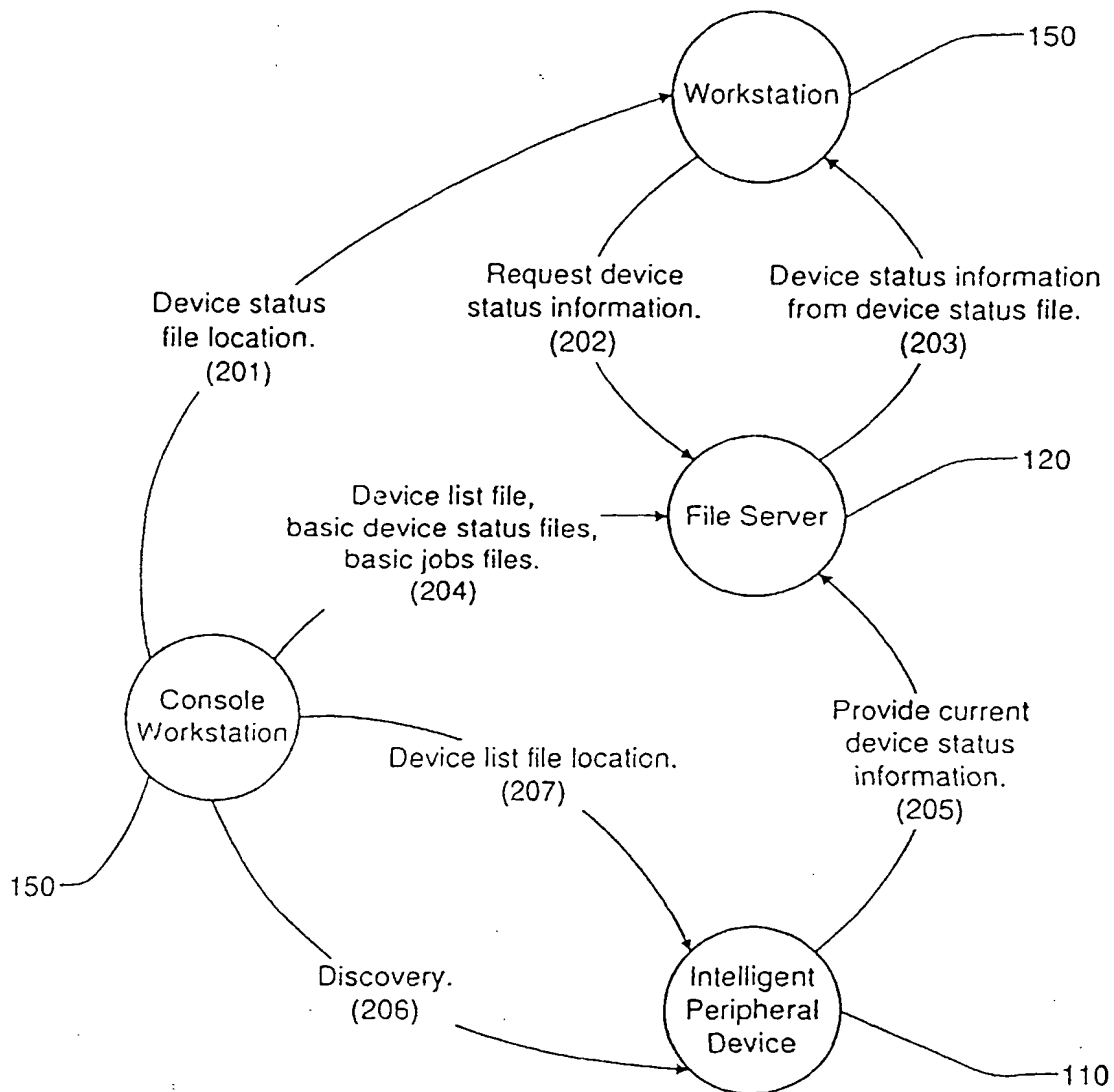 150
Workstation
Request device
status information.
(202)
Device status information
from device status file.
(203)
Device status
file location.
(201)
120
File Server
Device list file,
basic device status files,
basic jobs files.
(204)
Console
Workstation
Provide current
device status
information.
(205)
Device list file location.
(207)
150
Discovery.
(206)
Intelligent
Peripheral
Device
110